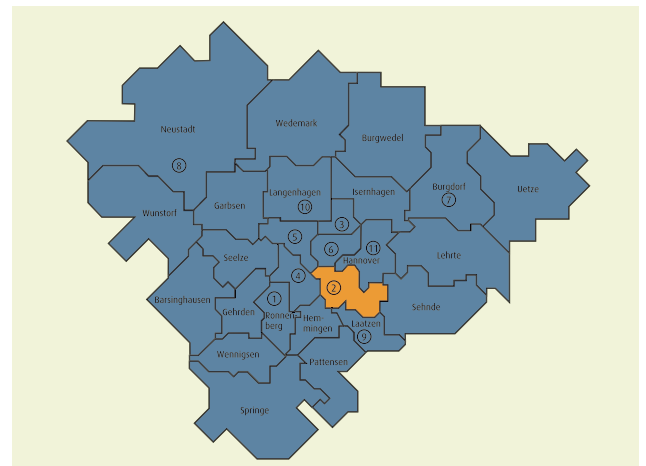 Neustadt
8
Wedemark
Burgwedel
Burgdorf
7
Uetze
Wunstorf
Garbsen
Langenhagen
10
Isernhagen
3
5
6
11
Hannover
Lehrte
Seelze
4
2
Sehnde
Barsinghausen
Gehrden
1
Ronnen-
berg
Hem-
mingen
Laatzen
9
Wennigsen
Pattensen
Springe